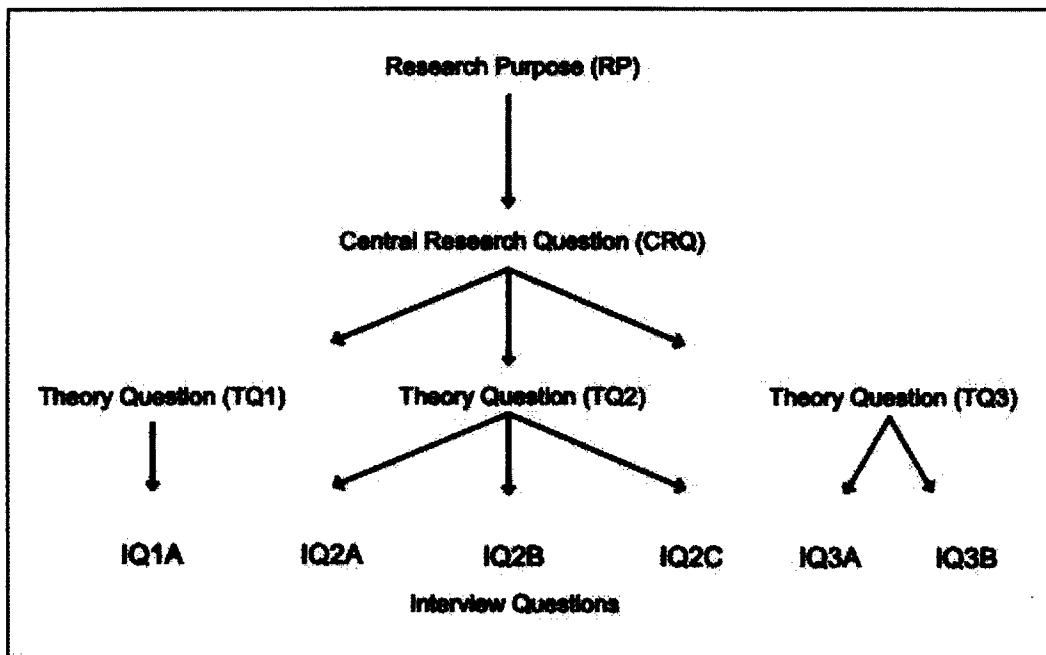 Research Purpose (RP)
Central Research Question (CRQ)
Theory Question (TQ1) Theory Question (TQ2) Theory Question (TQ3)
IQ1A IQ2A IQ2B IQ2C IQ3A IQ3B
Interview Questions